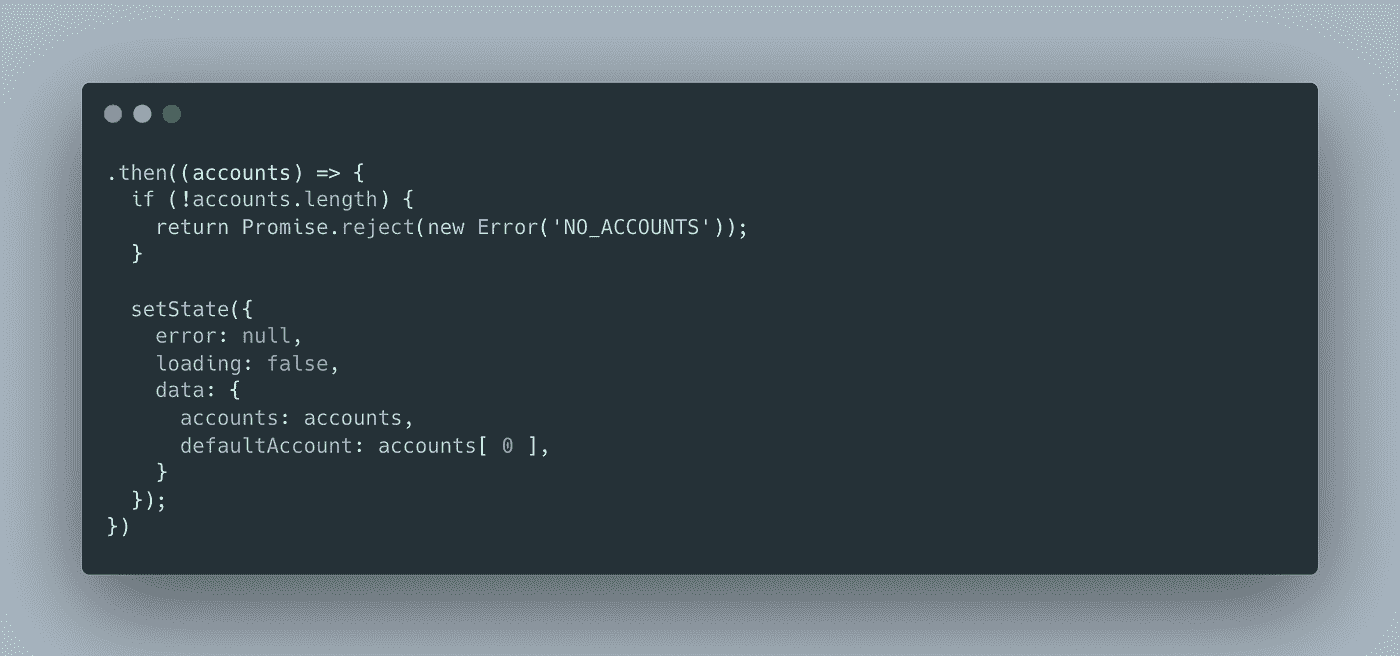 .then((accounts) => {
  if (!accounts.length) {
    return Promise.reject(new Error('NO_ACCOUNTS'));
  }

  setState({
    error: null,
    loading: false,
    data: {
      accounts: accounts,
      defaultAccount: accounts[ 0 ],
    }
  });
})